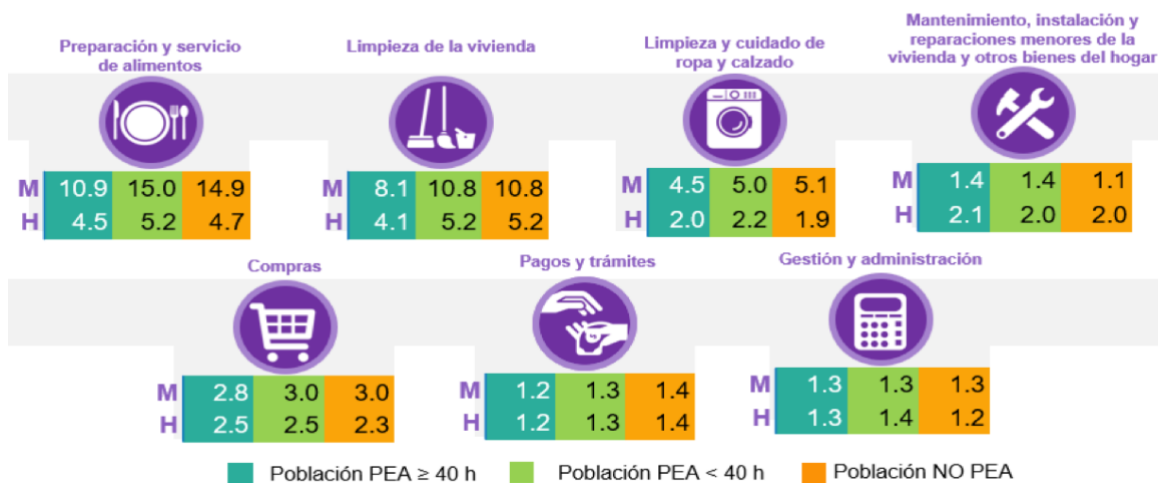 Preparación y servicio
de alimentos
Limpieza de la vivienda
Limpieza y cuidado de
ropa y calzado
Mantenimiento, instalación y
reparaciones menores de la
vivienda y otros bienes del hogar
M 10.9 15.0 14.9
H 4.5 5.2 4.7
M 8.1 10.8 10.8
H 4.1 5.2 5.2
M 4.5 5.0 5.1
H 2.0 2.2 1.9
M 1.4 1.4 1.1
H 2.1 2.0 2.0
Compras
Pagos y trámites
Gestión y administración
M 2.8 3.0 3.0
H 2.5 2.5 2.3
M 1.2 1.3 1.4
H 1.2 1.3 1.4
M 1.3 1.3 1.3
H 1.3 1.4 1.2
Población PEA ≥ 40 h
Población PEA < 40 h
Población NO PEA